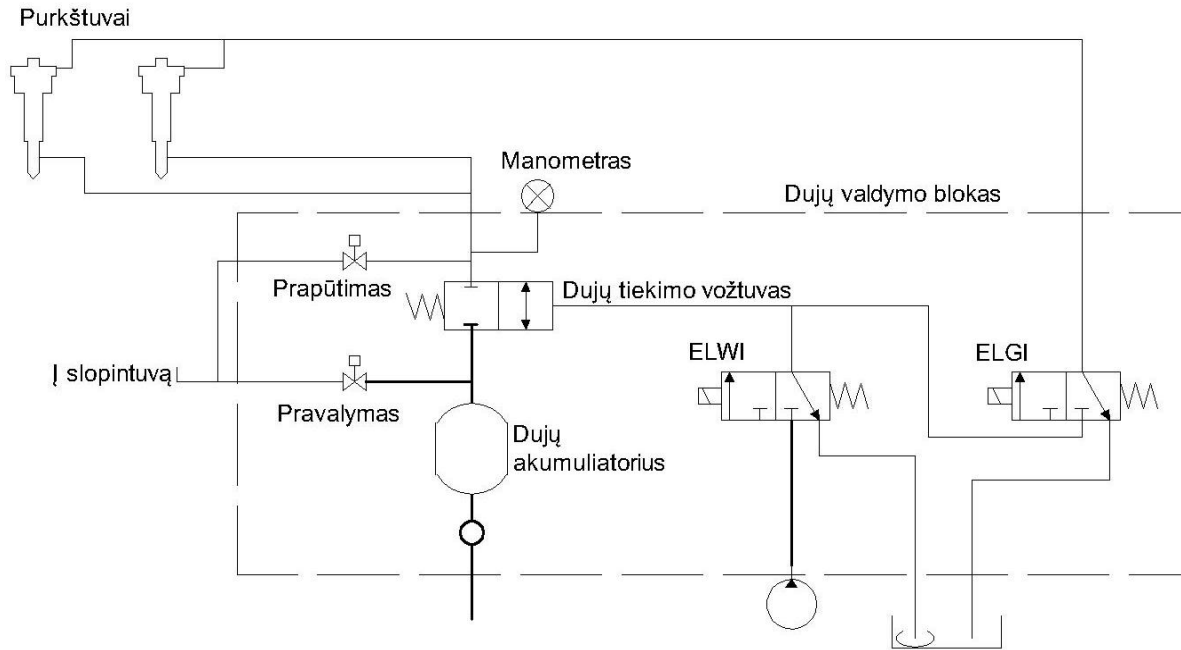 Purkštuvai
Manometras
Dujų valdymo blokas
Prapūtimas
Dujų tiekimo vožtuvas
ELWI
ELGI
Į slopintuvą
Pravalymas
Dujų
akumuliatorius